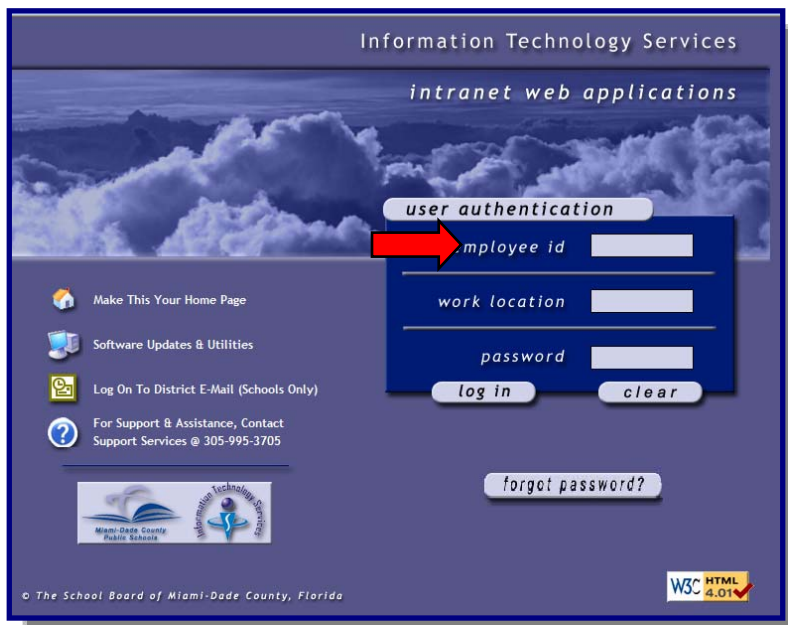 Information Technology Services
intranet web applications
user authentication
mployee id
work location
password
log in
clear
Make This Your Home Page
Software Updates & Utilities
Log On To District E-Mail (Schools Only)
For Support & Assistance, Contact
Support Services @ 305-995-3705
forgot password?
Miami-Dade County
Public Schools
Information Technology Services
W3C HTML
4.01
© The School Board of Miami-Dade County, Florida